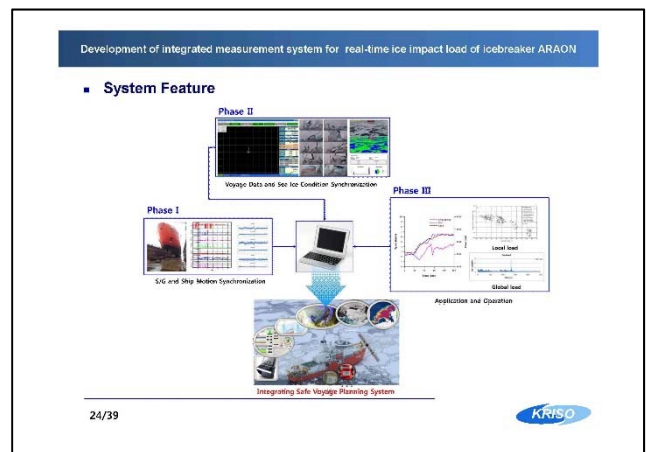 Development of integrated measurement system for real-time ice impact load of icebreaker ARAON
System Feature
Phase II
Voyage Data and Sea Ice Condition Synchronization
Phase III
Phase I
Local load
Global load
S/G and Ship Motion Synchronization
Application and Operation
Integrating Safe Voyage Planning System
24/39
KRISO